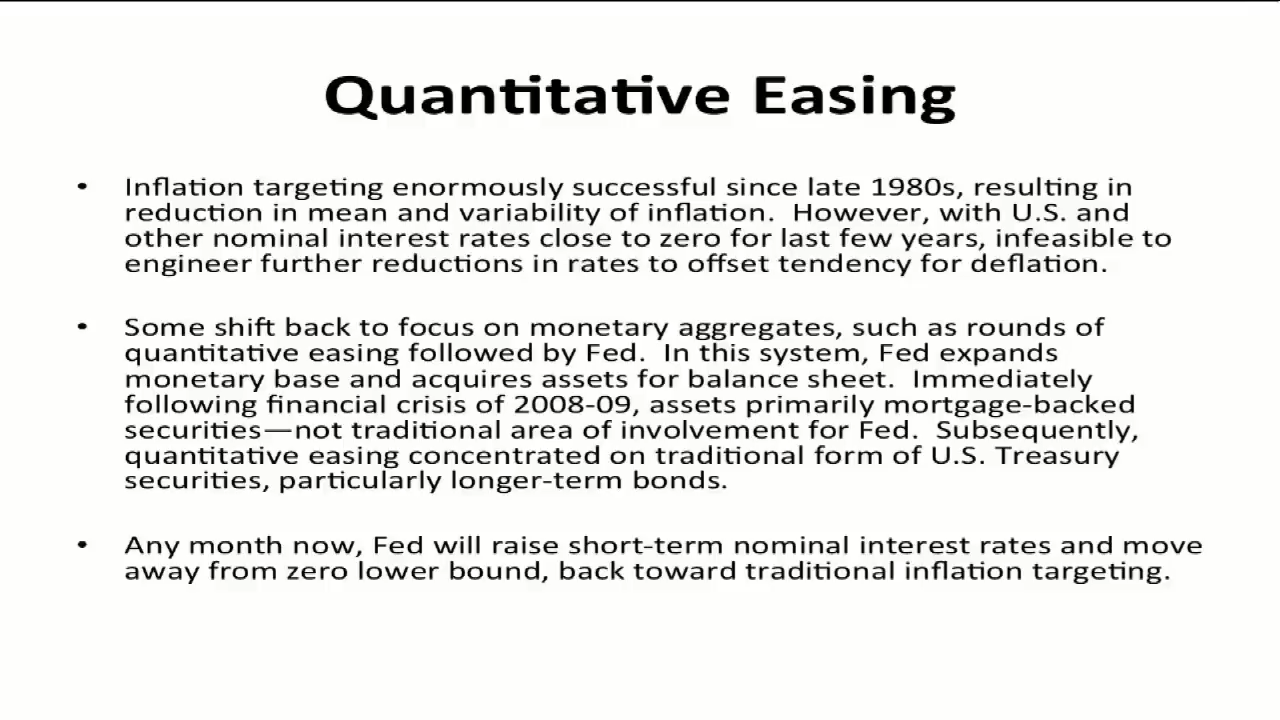 Quantitative Easing
• Inflation targeting enormously successful since late 1980s, resulting in
reduction in mean and variability of inflation.  However, with U.S. and
other nominal interest rates close to zero for last few years, infeasible to
engineer further reductions in rates to offset tendency for deflation.
• Some shift back to focus on monetary aggregates, such as rounds of
quantitative easing followed by Fed.  In this system, Fed expands
monetary base and acquires assets for balance sheet.  Immediately
following financial crisis of 2008-09, assets primarily mortgage-backed
securities—not traditional area of involvement for Fed.  Subsequently,
quantitative easing concentrated on traditional form of U.S. Treasury
securities, particularly longer-term bonds.
• Any month now, Fed will raise short-term nominal interest rates and move
away from zero lower bound, back toward traditional inflation targeting.